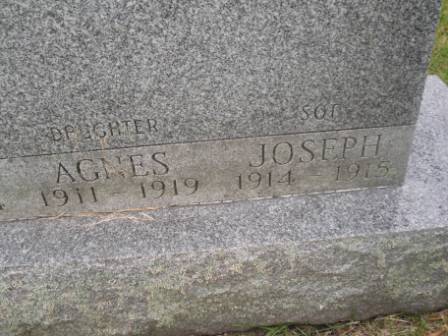 DAUGHTER SON
AGNES JOSEPH
1911 - 1919 1914 - 1915